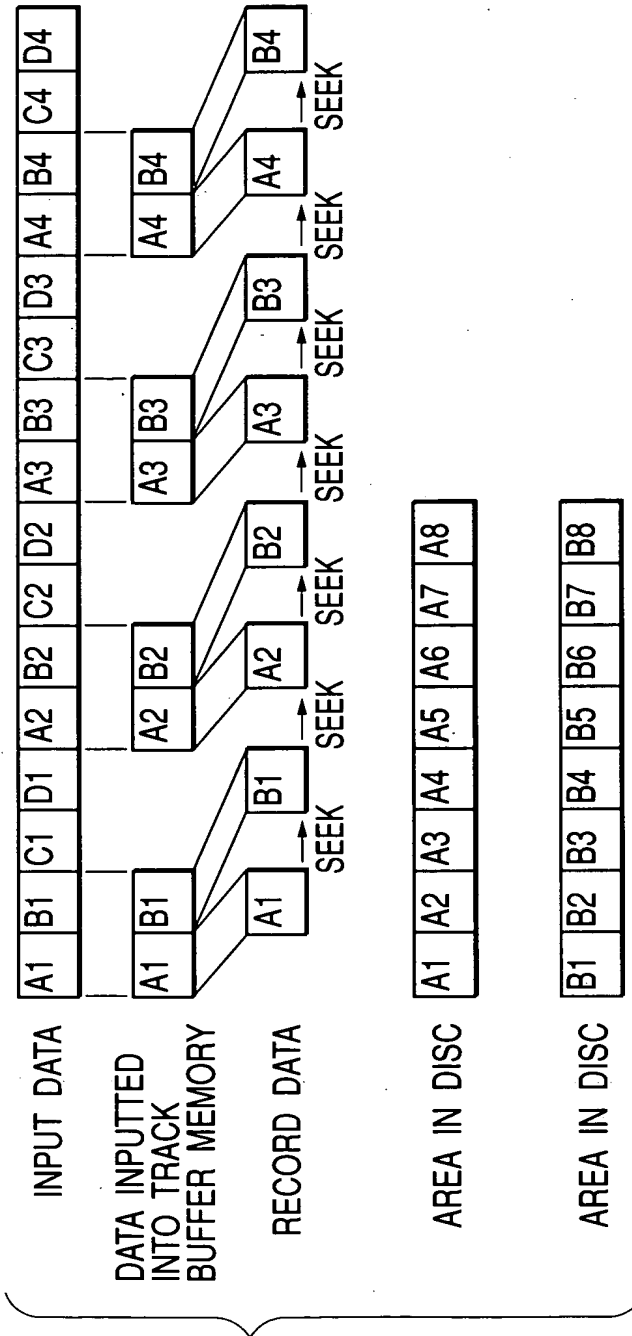 INPUT DATA
A1 B1 C1 D1 A2 B2 C2 D2 A3 B3 C3 D3 A4 B4 C4 D4
DATA INPUTTED
INTO TRACK
BUFFER MEMORY
A1 B1 A2 B2 A3 B3 A4 B4
RECORD DATA
A1 B1 A2 B2 A3 B3 A4 B4
SEEK SEEK SEEK SEEK SEEK SEEK SEEK
AREA IN DISC
A1 A2 A3 A4 A5 A6 A7 A8
AREA IN DISC
B1 B2 B3 B4 B5 B6 B7 B8